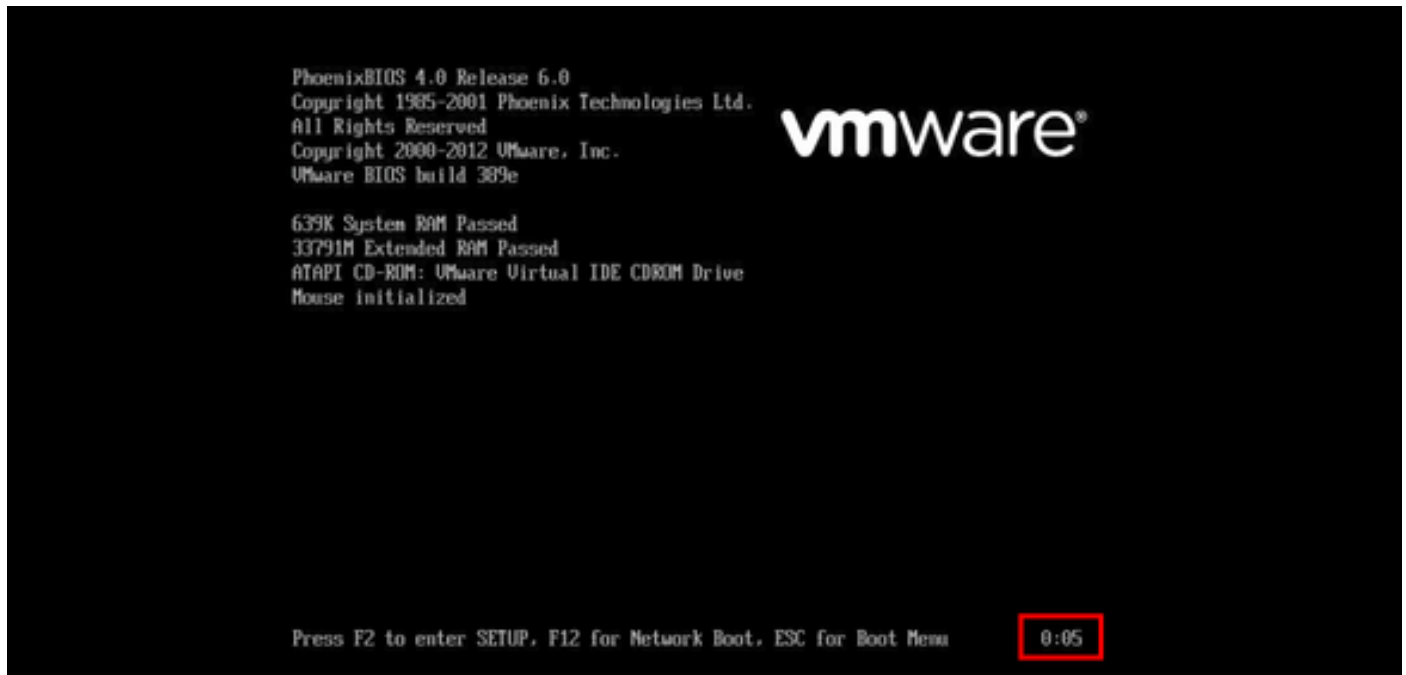 PhoenixBIOS 4.0 Release 6.0
Copyright 1985-2001 Phoenix Technologies Ltd.
All Rights Reserved
Copyright 2000-2012 VMware, Inc.
VMware BIOS build 389e
vmware®
639K System RAM Passed
33791M Extended RAM Passed
ATAPI CD-ROM: VMware Virtual IDE CDROM Drive
Mouse initialized
Press F2 to enter SETUP, F12 for Network Boot, ESC for Boot Menu 0:05